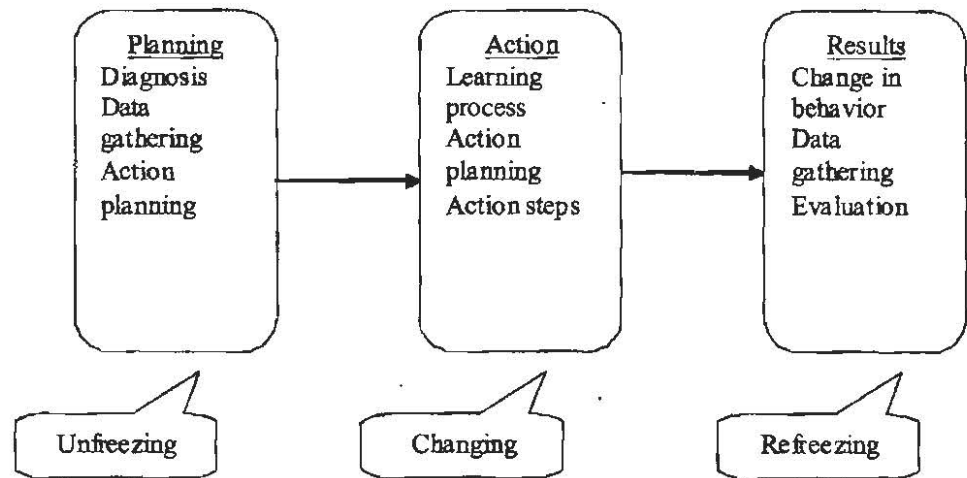 Planning
Diagnosis
Data
gathering
Action
planning
Action
Learning
process
Action
planning
Action steps
Results
Change in
behavior
Data
gathering
Evaluation
Unfreezing
Changing
Refreezing